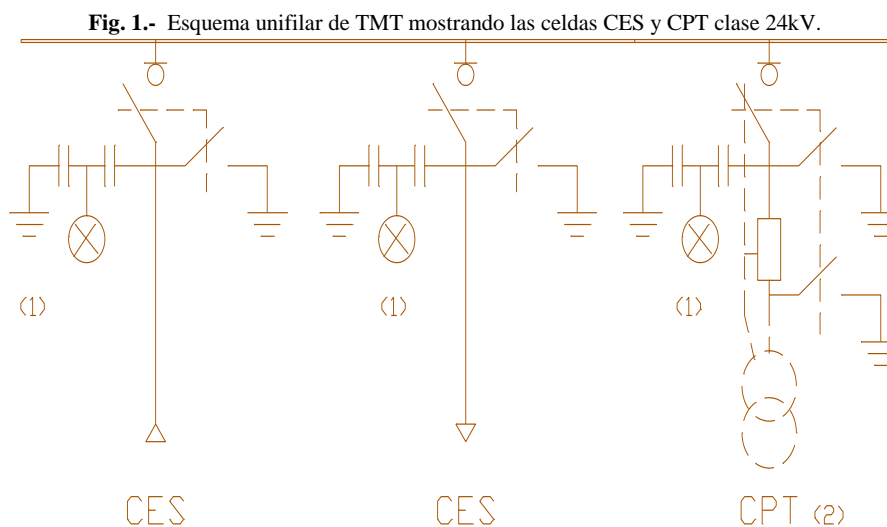 Fig. 1.- Esquema unifilar de TMT mostrando las celdas CES y CPT clase 24kV.
(1) (1) (1)
CES CES CPT (2)